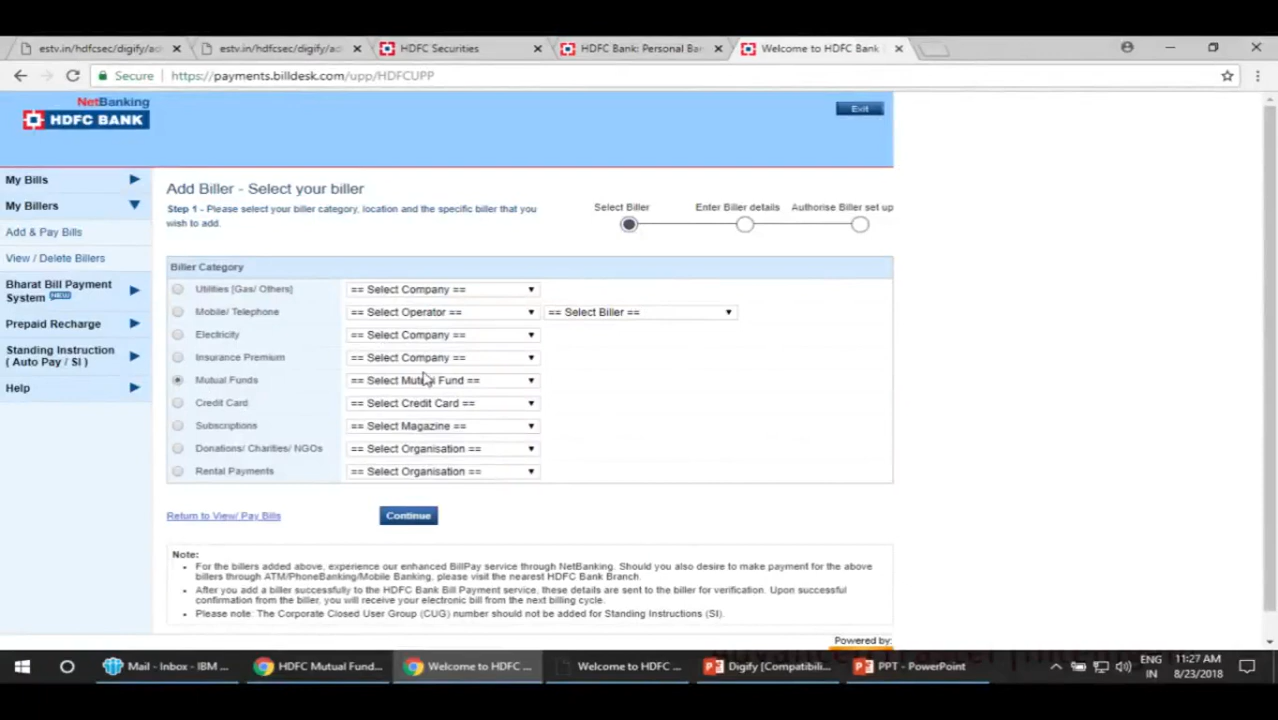 estv.in/hdfcsec/digify/ad
estv.in/hdfcsec/digify/ad
HDFC Securities
HDFC Bank: Personal Ban
Welcome to HDFC Bank
Secure
https://payments.billdesk.com/upp/HDFCUPP
NetBanking
HDFC BANK
Exit
My Bills
My Billers
Add & Pay Bills
View / Delete Billers
Bharat Bill Payment
System NEW
Prepaid Recharge
Standing Instruction
( Auto Pay / SI )
Help
Add Biller - Select your biller
Step 1 - Please select your biller category, location and the specific biller that you
wish to add.
Select Biller
Enter Biller details
Authorise Biller set up
Biller Category
Utilities [Gas/ Others] == Select Company ==
Mobile/ Telephone == Select Operator == == Select Biller ==
Electricity == Select Company ==
Insurance Premium == Select Company ==
Mutual Funds == Select Mutual Fund ==
Credit Card == Select Credit Card ==
Subscriptions == Select Magazine ==
Donations/ Charities/ NGOs == Select Organisation ==
Rental Payments == Select Organisation ==
Return to View/ Pay Bills
Continue
Note:
• For the billers added above, experience our enhanced BillPay service through NetBanking. Should you also desire to make payment for the above
billers through ATM/PhoneBanking/Mobile Banking, please visit the nearest HDFC Bank Branch.
• After you add a biller successfully to the HDFC Bank Bill Payment service, these details are sent to the biller for verification. Upon successful
confirmation from the biller, you will receive your electronic bill from the next billing cycle.
• Please note: The Corporate Closed User Group (CUG) number should not be added for Standing Instructions (SI).
Powered by:
Mail - Inbox - IBM ...
HDFC Mutual Fund...
Welcome to HDFC ...
Welcome to HDFC ...
Digify [Compatibili...
PPT - PowerPoint
ENG
IN
11:27 AM
8/23/2018